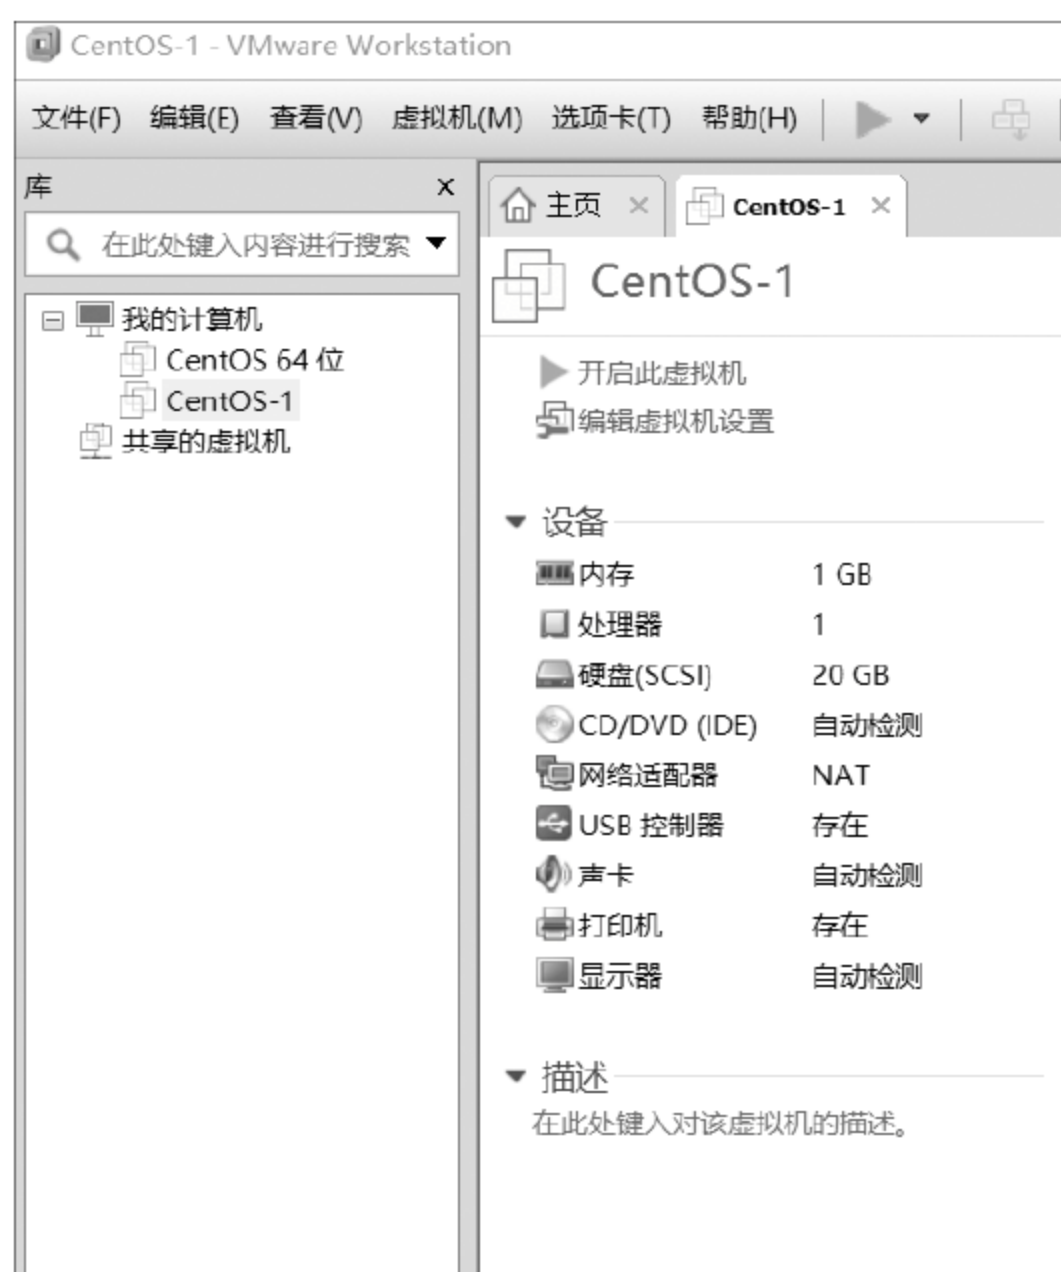 CentOS-1 - VMware Workstation
文件(F) 编辑(E) 查看(V) 虚拟机(M) 选项卡(T) 帮助(H)
库
在此处键入内容进行搜索
我的计算机
CentOS 64 位
CentOS-1
共享的虚拟机
主页 CentOS-1
CentOS-1
开启此虚拟机
编辑虚拟机设置
设备
内存 1 GB
处理器 1
硬盘(SCSI) 20 GB
CD/DVD (IDE) 自动检测
网络适配器 NAT
USB 控制器 存在
声卡 自动检测
打印机 存在
显示器 自动检测
描述
在此处键入对该虚拟机的描述。